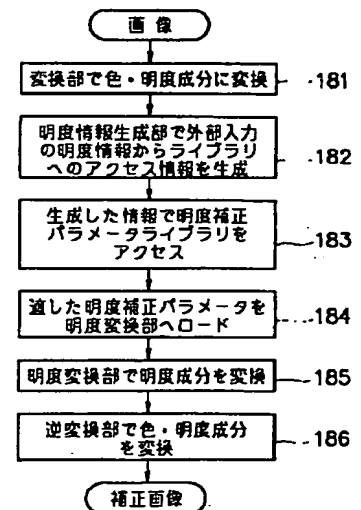 画像
変換部で色・明度成分に変換
181
明度情報生成部で外部入力
の明度情報からライブラリ
へのアクセス情報を生成
182
生成した情報で明度補正
パラメータライブラリを
アクセス
183
適した明度補正パラメータを
明度変換部へロード
184
明度変換部で明度成分を変換
185
逆変換部で色・明度成分
を変換
186
補正画像